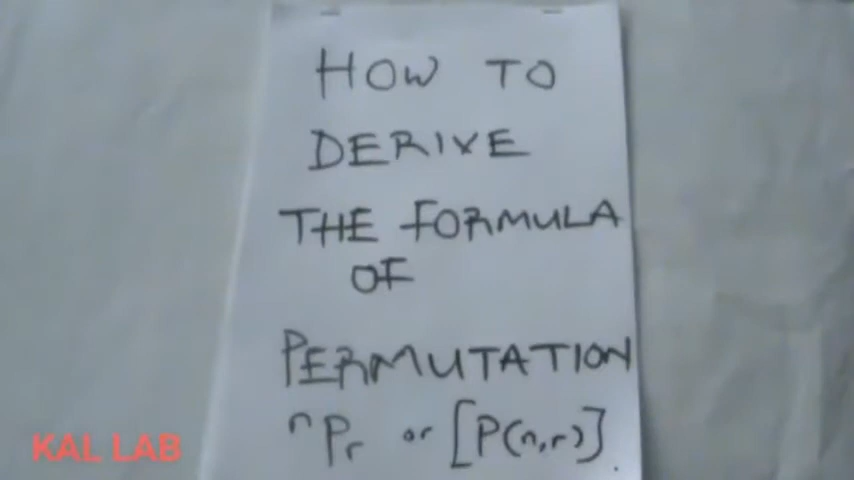 HOW TO
DERIVE
THE FORMULA
OF
PERMUTATION
ⁿPᵣ or [P(n,r)].
KAL LAB